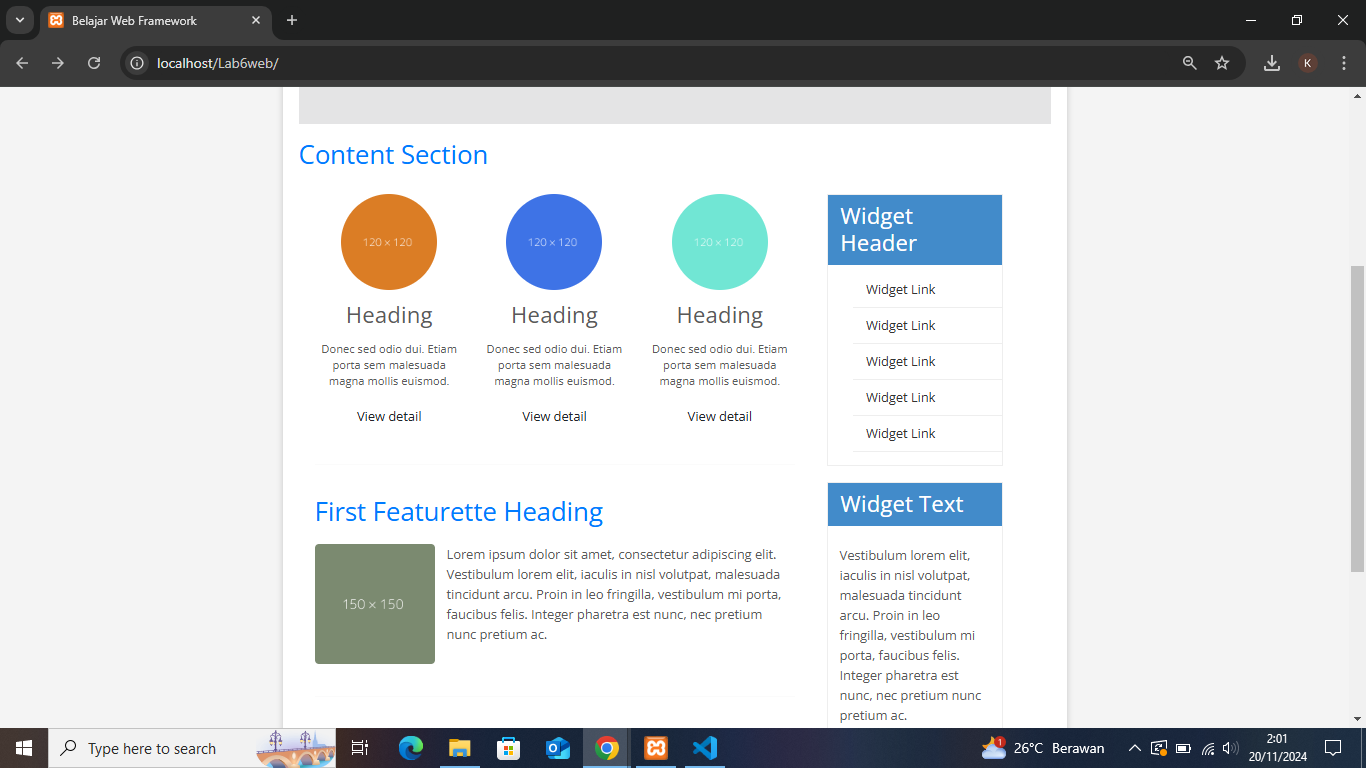 Belajar Web Framework
localhost/Lab6web/
K
Content Section
120 × 120
120 × 120
120 × 120
Heading
Heading
Heading
Donec sed odio dui. Etiam
porta sem malesuada
magna mollis euismod.
Donec sed odio dui. Etiam
porta sem malesuada
magna mollis euismod.
Donec sed odio dui. Etiam
porta sem malesuada
magna mollis euismod.
View detail
View detail
View detail
Widget
Header
Widget Link
Widget Link
Widget Link
Widget Link
Widget Link
First Featurette Heading
150 × 150
Lorem ipsum dolor sit amet, consectetur adipiscing elit.
Vestibulum lorem elit, iaculis in nisl volutpat, malesuada
tincidunt arcu. Proin in leo fringilla, vestibulum mi porta,
faucibus felis. Integer pharetra est nunc, nec pretium
nunc pretium ac.
Widget Text
Vestibulum lorem elit,
iaculis in nisl volutpat,
malesuada tincidunt
arcu. Proin in leo
fringilla, vestibulum mi
porta, faucibus felis.
Integer pharetra est
nunc, nec pretium nunc
pretium ac.
Type here to search
1
26°C Berawan
2:01
20/11/2024